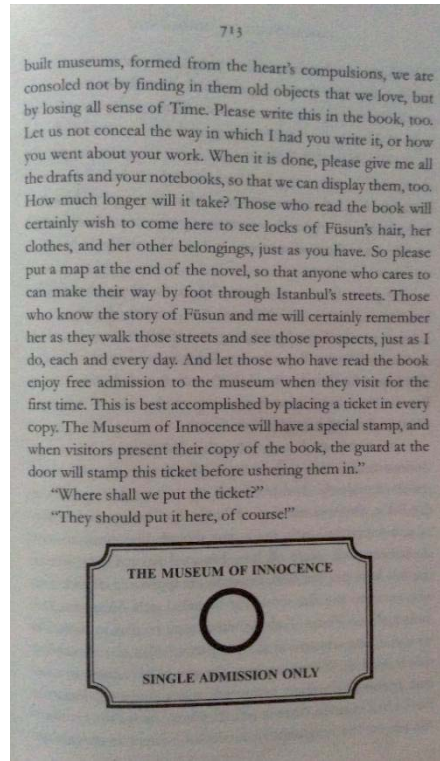 713
built museums, formed from the heart's compulsions, we are
consoled not by finding in them old objects that we love, but
by losing all sense of Time. Please write this in the book, too.
Let us not conceal the way in which I had you write it, or how
you went about your work. When it is done, please give me all
the drafts and your notebooks, so that we can display them, too.
How much longer will it take? Those who read the book will
certainly wish to come here to see locks of Füsun's hair, her
clothes, and her other belongings, just as you have. So please
put a map at the end of the novel, so that anyone who cares to
can make their way by foot through Istanbul's streets. Those
who know the story of Füsun and me will certainly remember
her as they walk those streets and see those prospects, just as I
do, each and every day. And let those who have read the book
enjoy free admission to the museum when they visit for the
first time. This is best accomplished by placing a ticket in every
copy. The Museum of Innocence will have a special stamp, and
when visitors present their copy of the book, the guard at the
door will stamp this ticket before ushering them in."
"Where shall we put the ticket?"
"They should put it here, of course!"
THE MUSEUM OF INNOCENCE
SINGLE ADMISSION ONLY